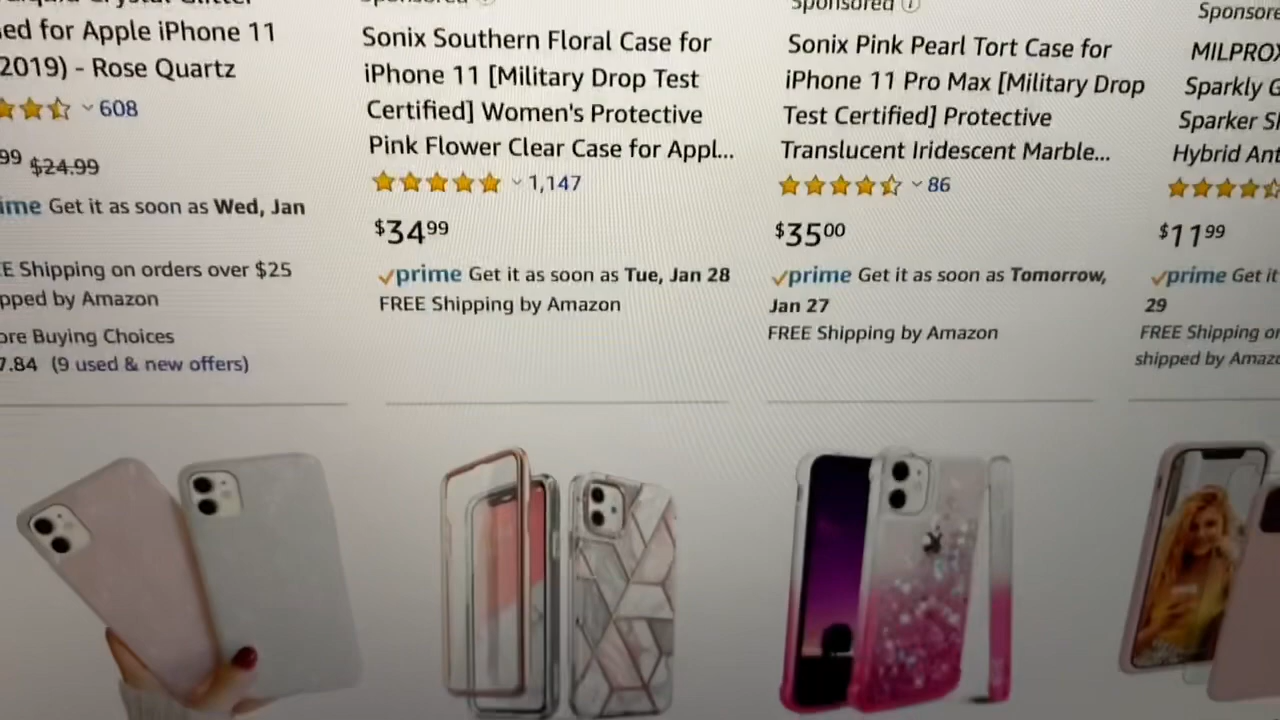 Sponsored
Sponsored
ed for Apple iPhone 11
2019) - Rose Quartz
608
99 $24.99
Get it as soon as Wed, Jan
Shipping on orders over $25
by Amazon
Buying Choices
7.84 (9 used & new offers)
Sonix Southern Floral Case for
iPhone 11 [Military Drop Test
Certified] Women's Protective
Pink Flower Clear Case for Appl...
1,147
$34.99
prime Get it as soon as Tue, Jan 28
FREE Shipping by Amazon
Sonix Pink Pearl Tort Case for
iPhone 11 Pro Max [Military Drop
Test Certified] Protective
Translucent Iridescent Marble...
86
$35.00
prime Get it as soon as Tomorrow,
Jan 27
FREE Shipping by Amazon
Sponsore
MILPROX
Sparkly G
Sparker Sh
Hybrid Ant
$11.99
prime Get it
29
FREE Shipping or
shipped by Amazo